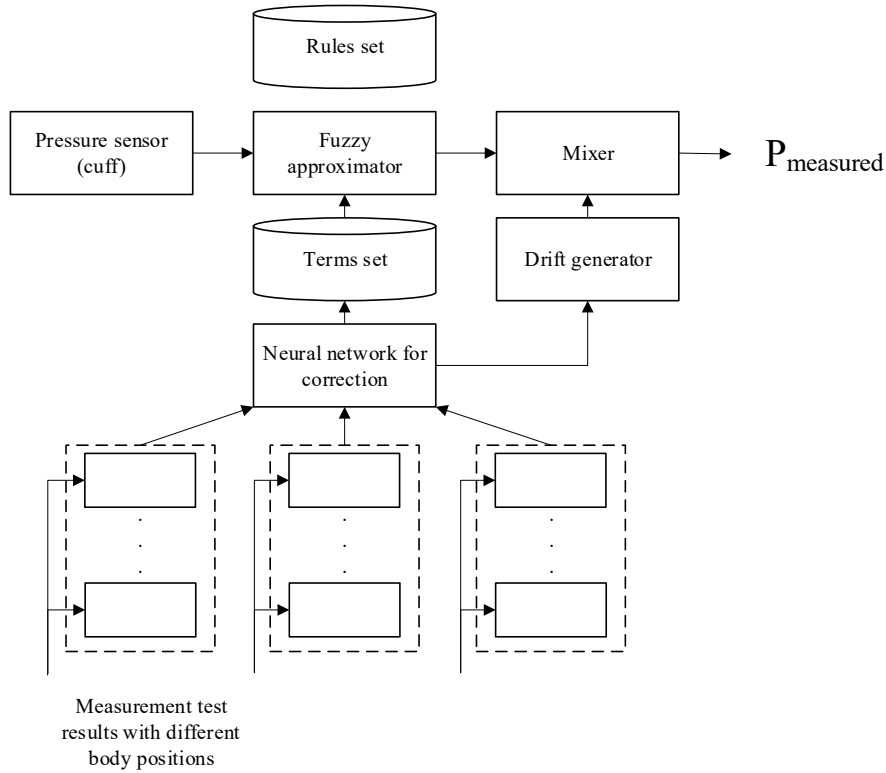 Rules set
Pressure sensor
(cuff)
Fuzzy
approximator
Mixer
Pmeasured
Terms set
Drift generator
Neural network for
correction
Measurement test
results with different
body positions